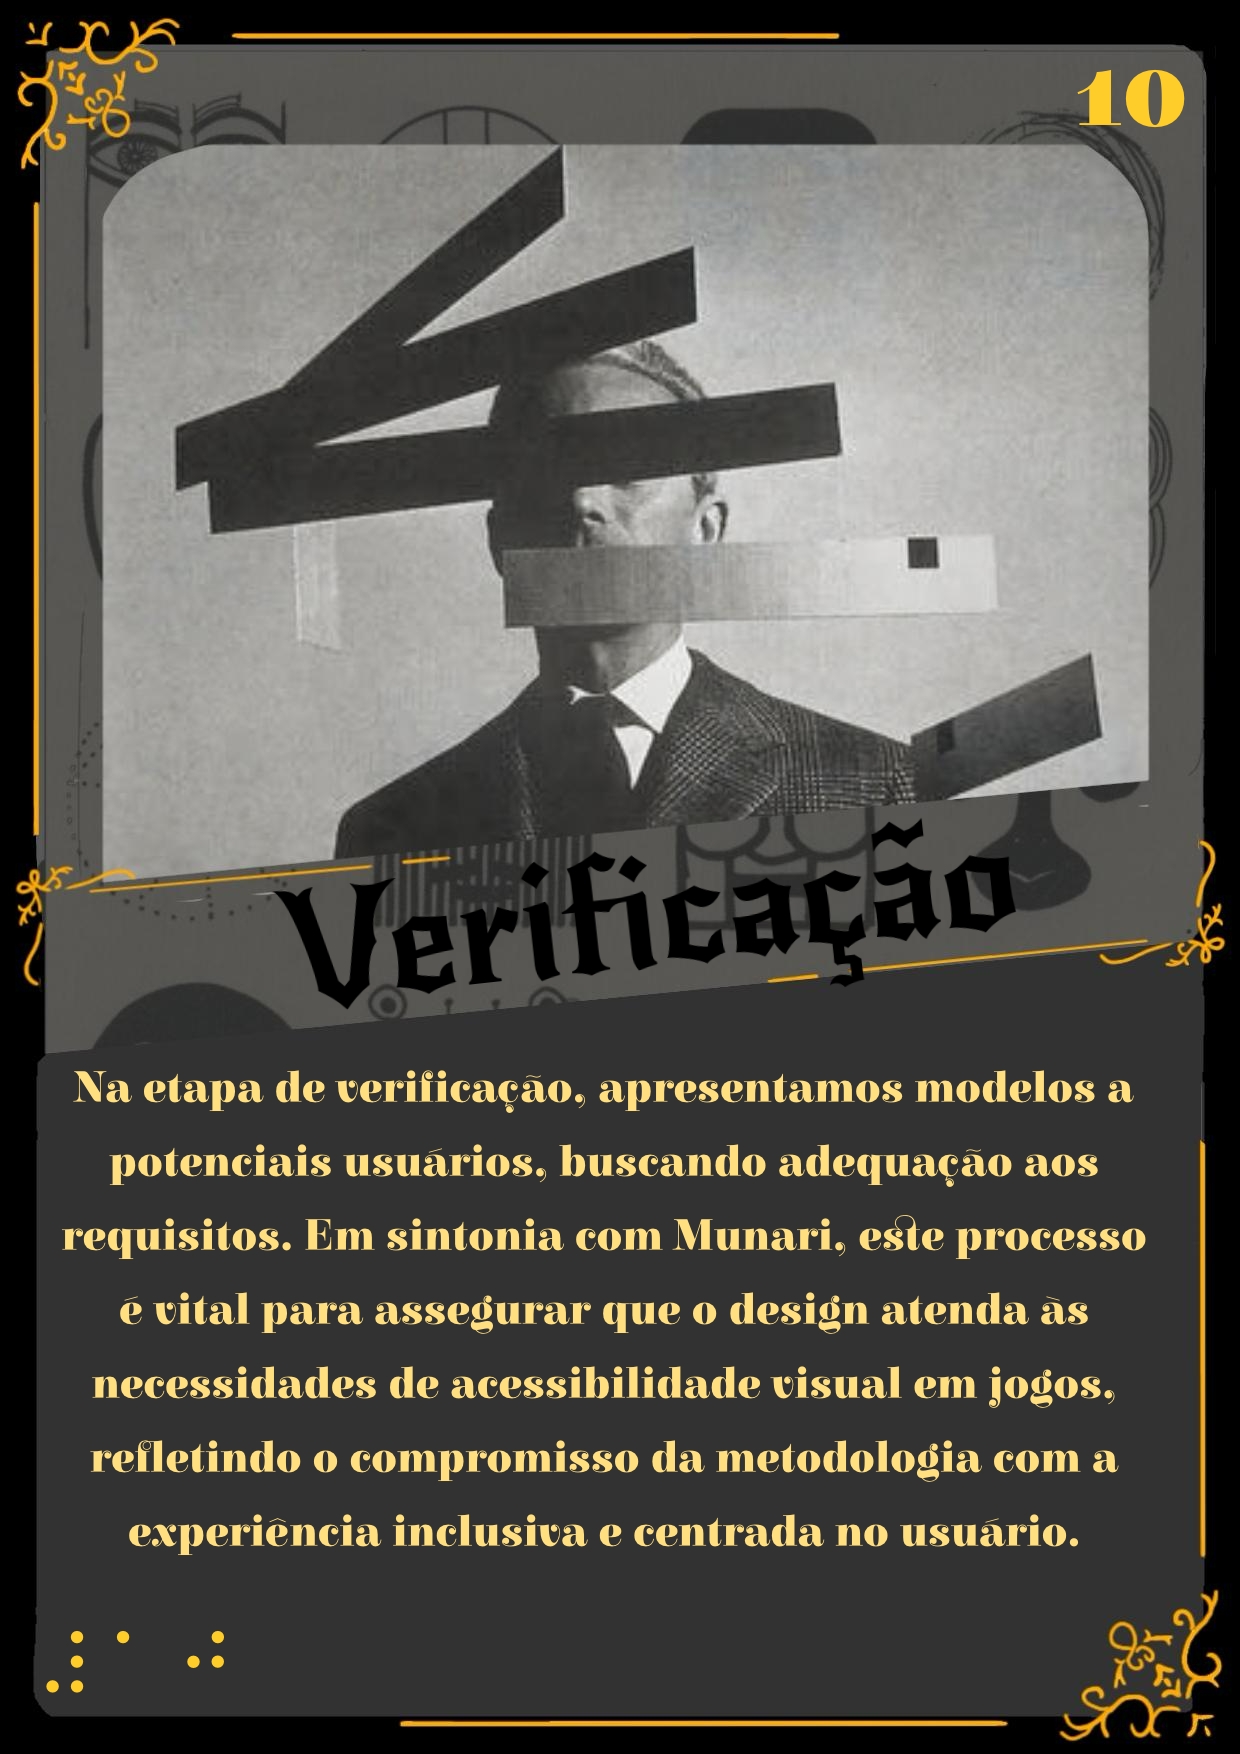 10
Verificação
Na etapa de verificação, apresentamos modelos a
potenciais usuários, buscando adequação aos
requisitos. Em sintonia com Munari, este processo
é vital para assegurar que o design atenda às
necessidades de acessibilidade visual em jogos,
refletindo o compromisso da metodologia com a
experiência inclusiva e centrada no usuário.
⠼⠁⠚